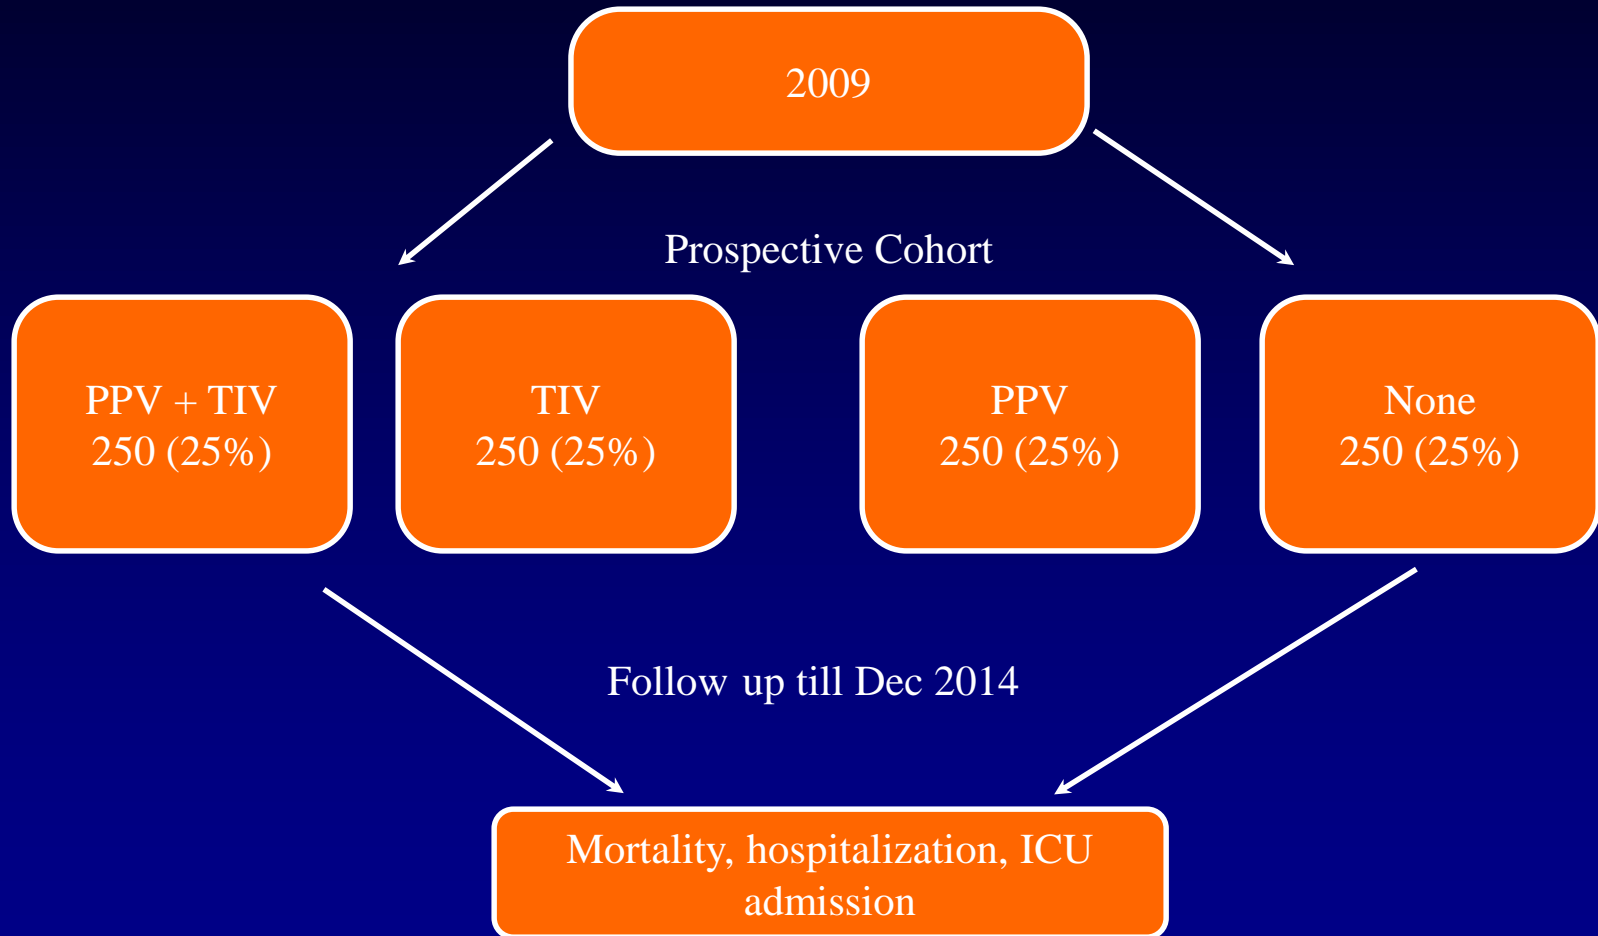 2009
Prospective Cohort
PPV + TIV
250 (25%)
TIV
250 (25%)
PPV
250 (25%)
None
250 (25%)
Follow up till Dec 2014
Mortality, hospitalization, ICU
admission